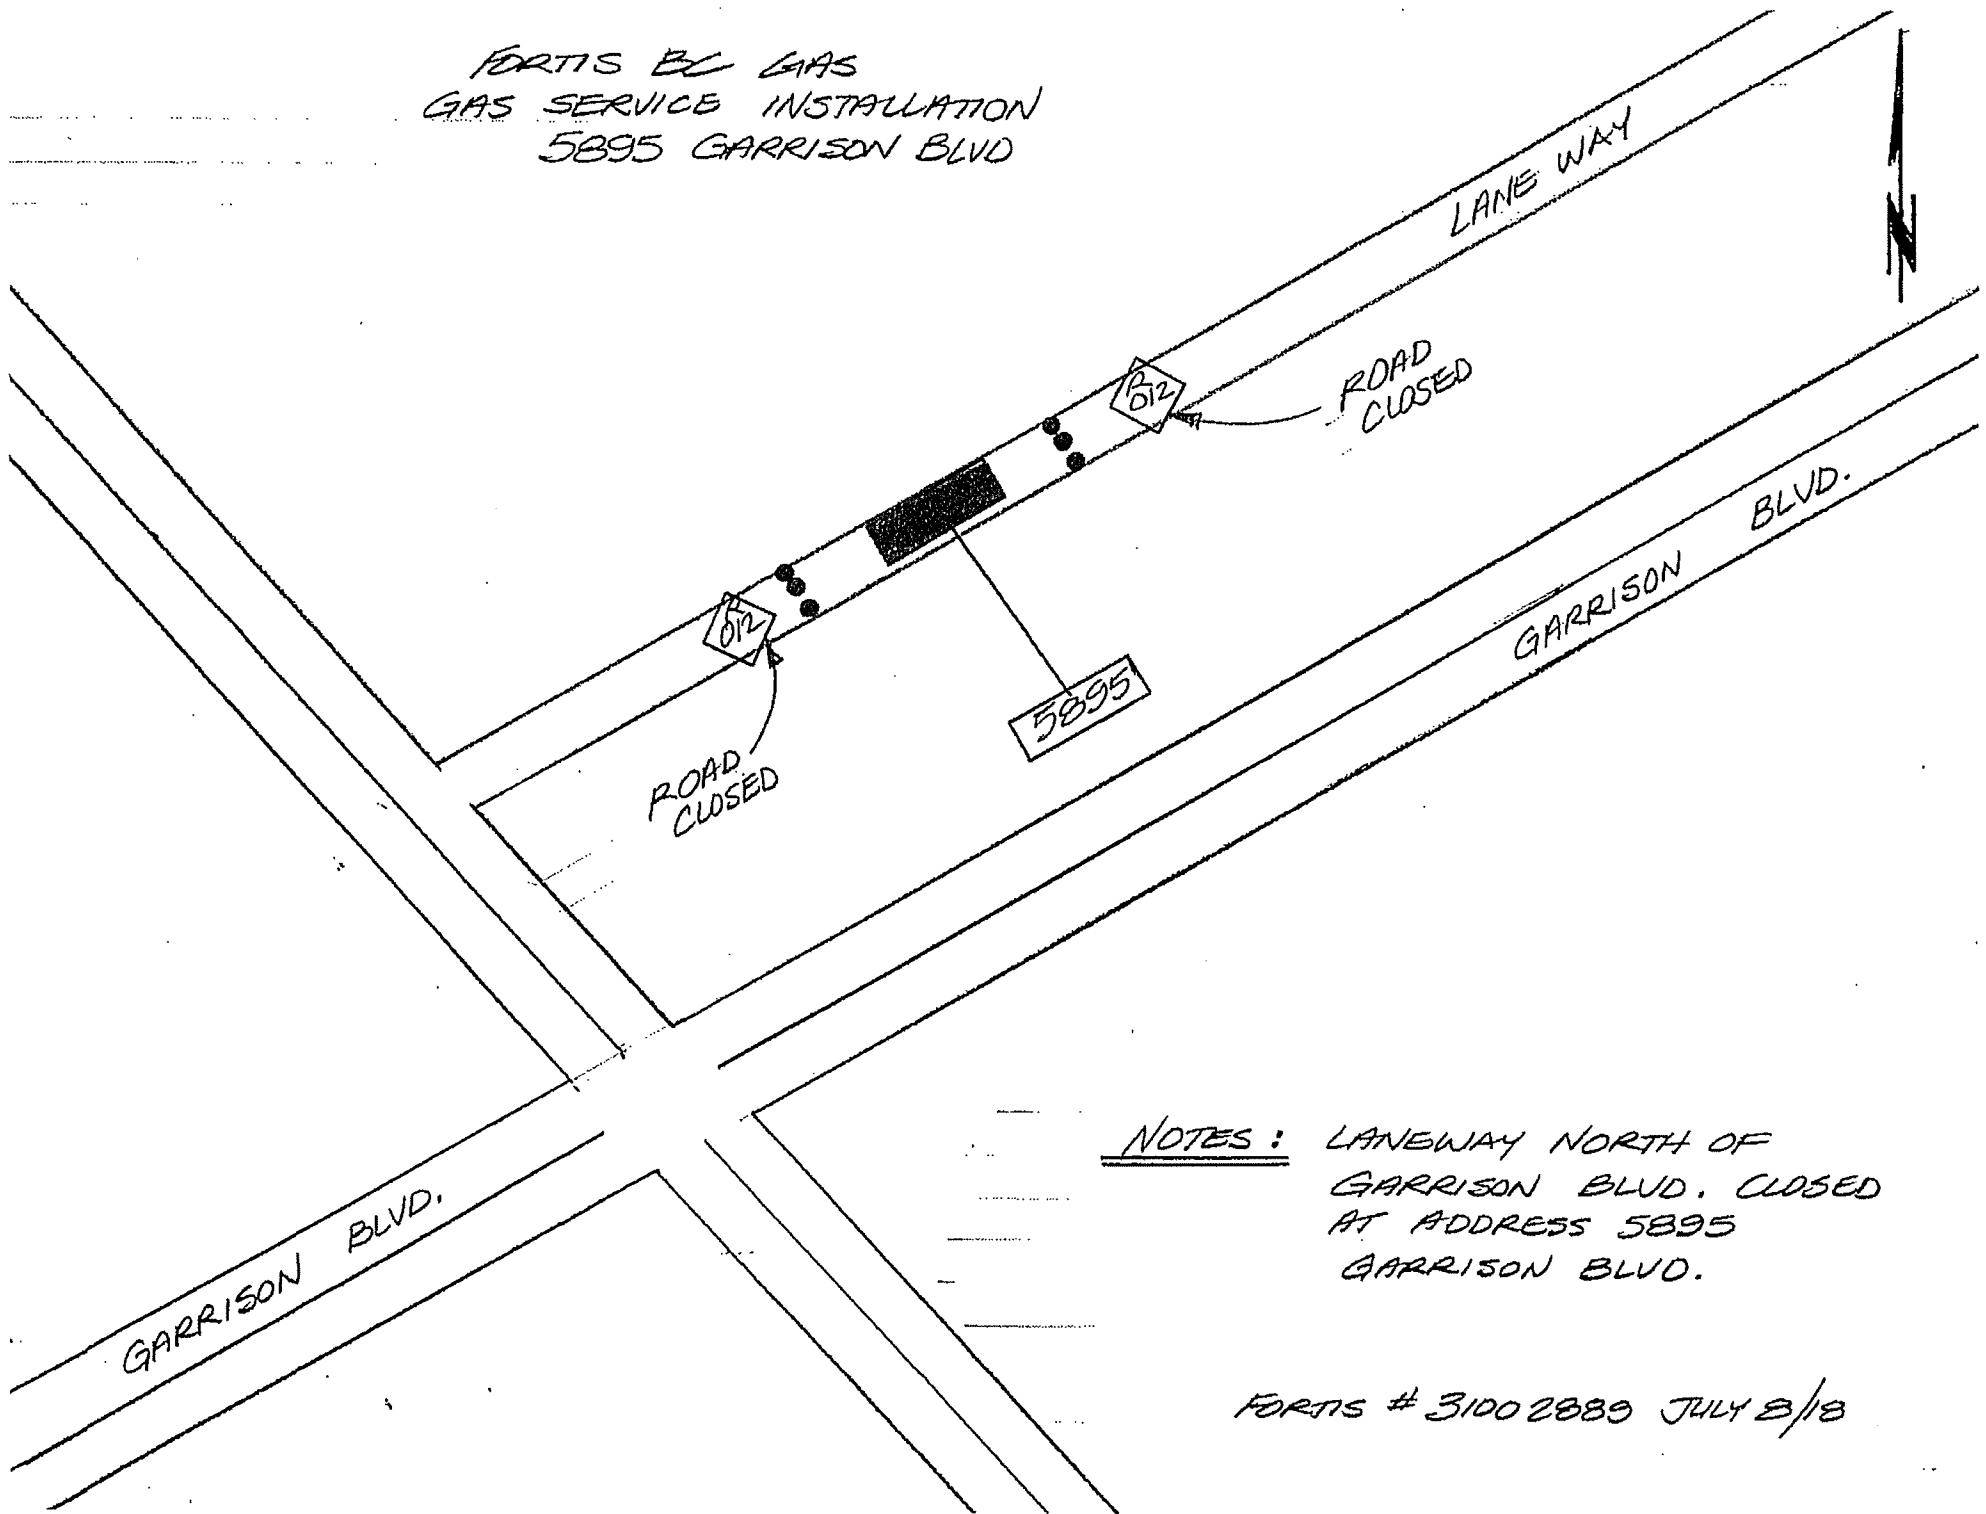 FORTIS BC GAS
GAS SERVICE INSTALLATION
5895 GARRISON BLVD
LANE WAY
N
R
012
ROAD
CLOSED
BLVD.
GARRISON
R
012
5895
ROAD
CLOSED
NOTES: LANEWAY NORTH OF
GARRISON BLVD. CLOSED
AT ADDRESS 5895
GARRISON BLVD.
GARRISON BLVD.
FORTIS # 31002889 JULY 8/18